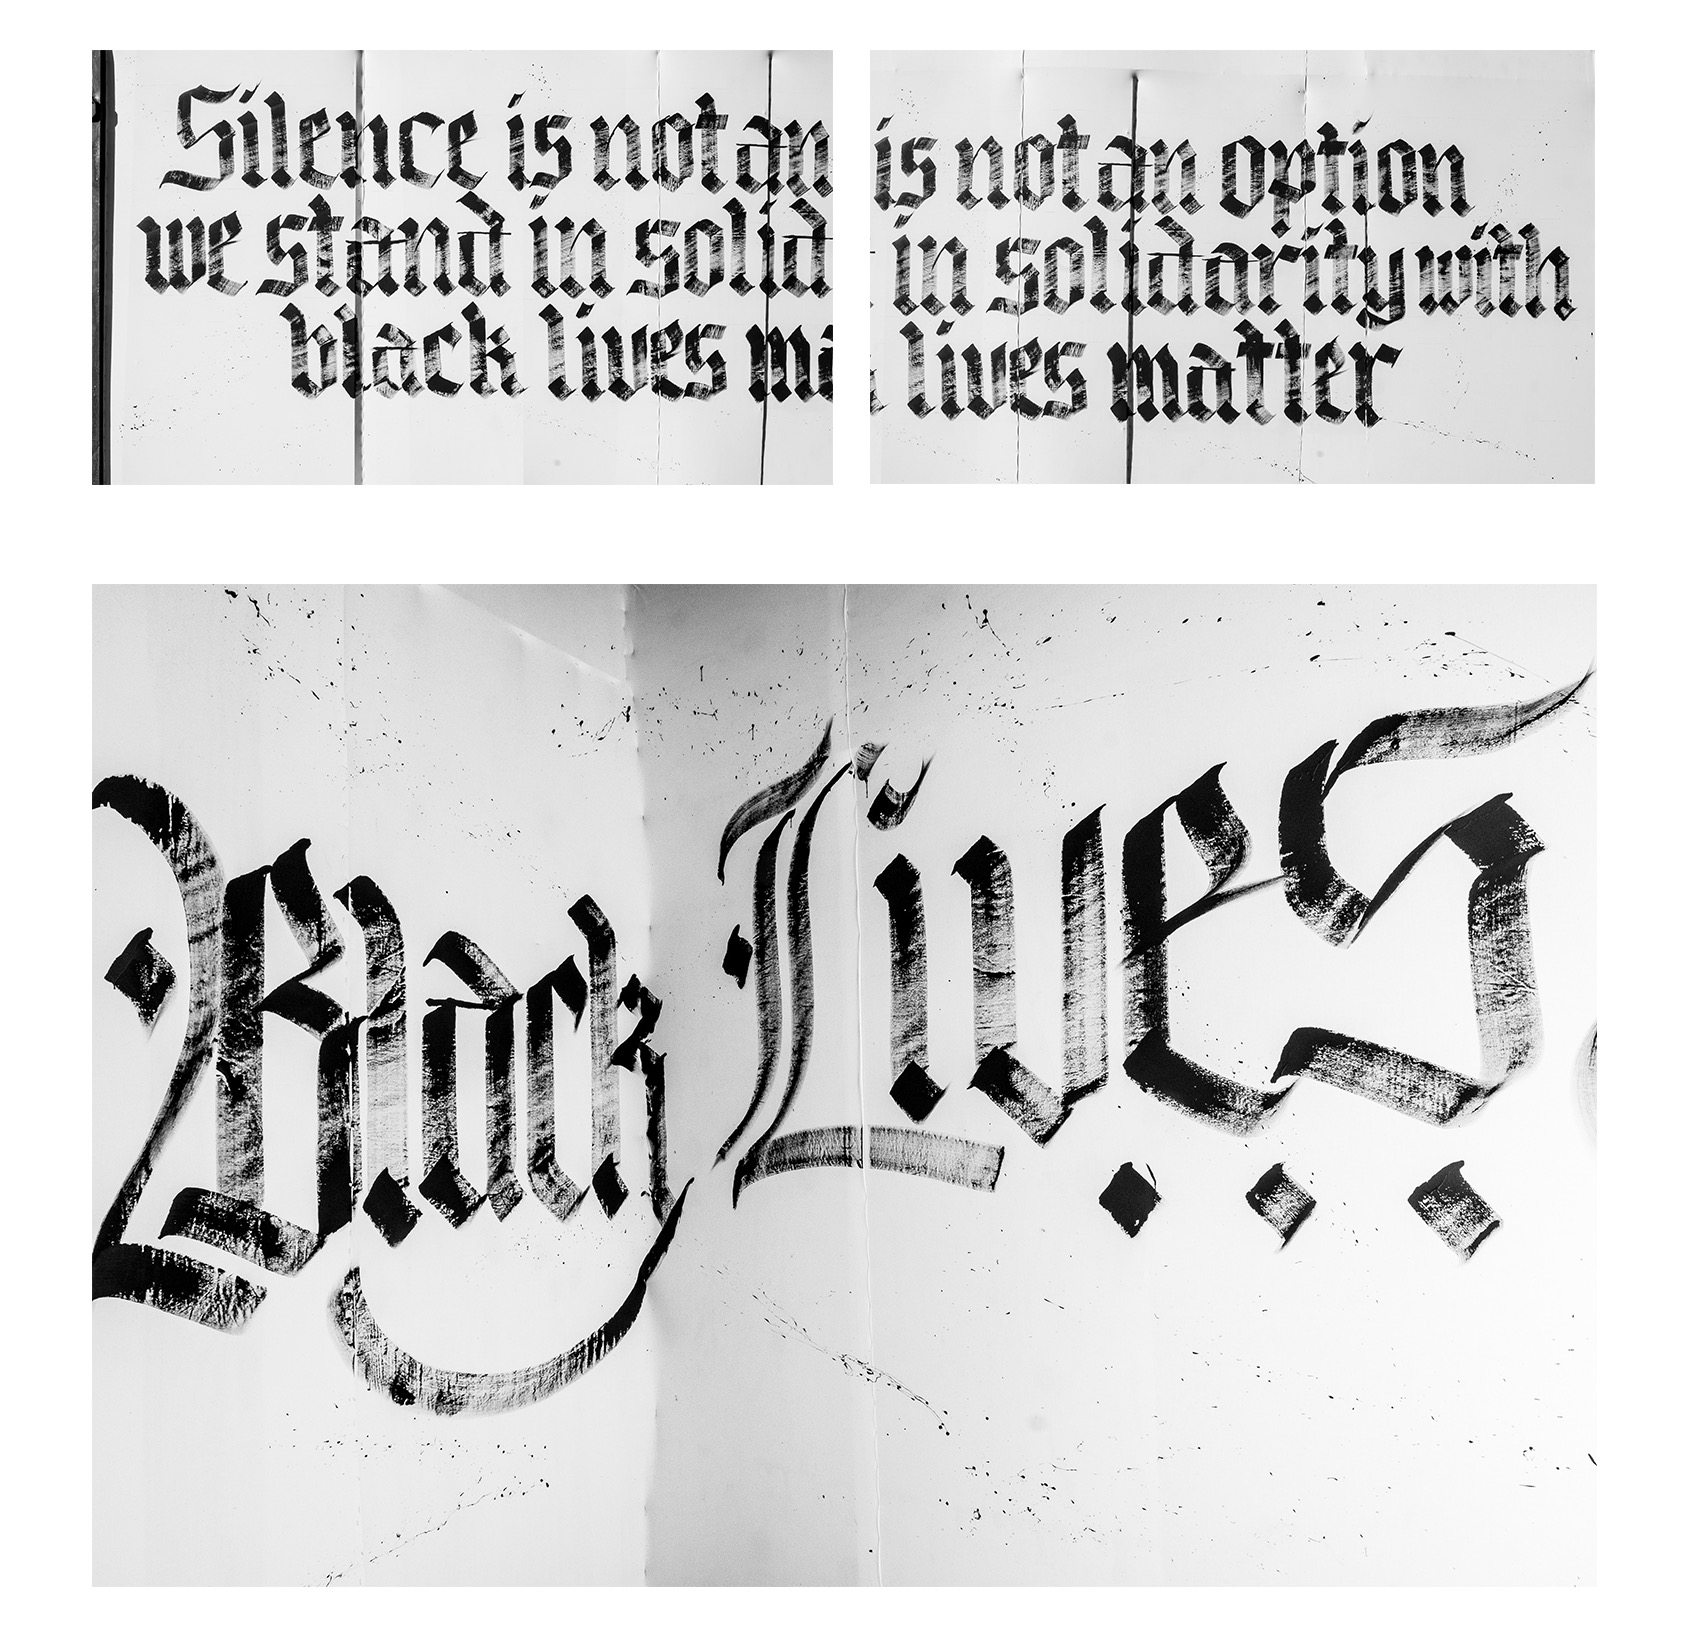 Silence is not an
we stand in solid
black lives ma
is not an option
in solidarity with
lives matter
Black Lives